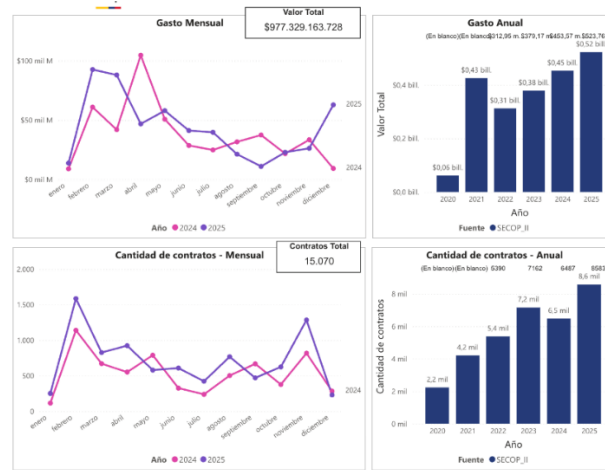 Gasto Mensual
Valor Total
$977.329.163.728
$100 mil M
$50 mil M
$0 mil M
2025
2024
enero
febrero
marzo
abril
mayo
junio
julio
agosto
septiembre
octubre
noviembre
diciembre
Año 2024 2025
Gasto Anual
(En blanco)
(En blanco)
$0,52 bill.
$0,45 bill.
$0,43 bill.
$0,38 bill.
$0,31 bill.
$0,06 bill.
Valor Total
$0,4 bill.
$0,2 bill.
$0,0 bill.
2020 2021 2022 2023 2024 2025
Año
Fuente SECOP_II
Cantidad de contratos - Mensual
Contratos Total
15.070
2.000
1.500
1.000
500
0
2024
enero
febrero
marzo
abril
mayo
junio
julio
agosto
septiembre
octubre
noviembre
diciembre
Año 2024 2025
Cantidad de contratos - Anual
(En blanco) (En blanco) 5390 7162 6487
8,6 mil
7,2 mil
6,5 mil
5,4 mil
4,2 mil
2,2 mil
Cantidad de contratos
8 mil
6 mil
4 mil
2 mil
0 mil
2020 2021 2022 2023 2024 2025
Año
Fuente SECOP_II